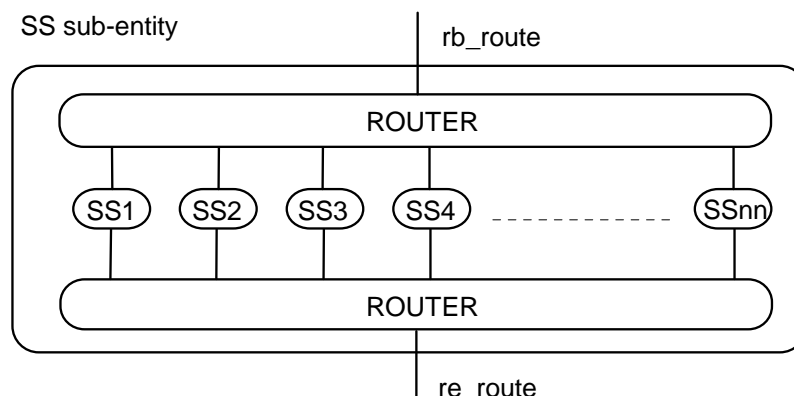 SS sub-entity
rb_route
ROUTER
SS1 SS2 SS3 SS4 SSnn
ROUTER
re_route